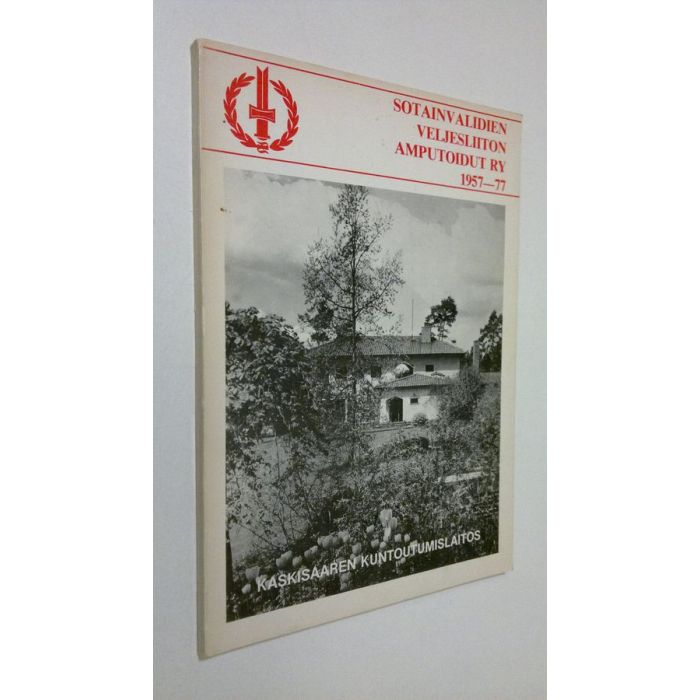 SOTAINVALIDIEN
VELJESLIITON
AMPUTOIDUT RY
1957—77
KASKISAAREN KUNTOUTUMISLAITOS